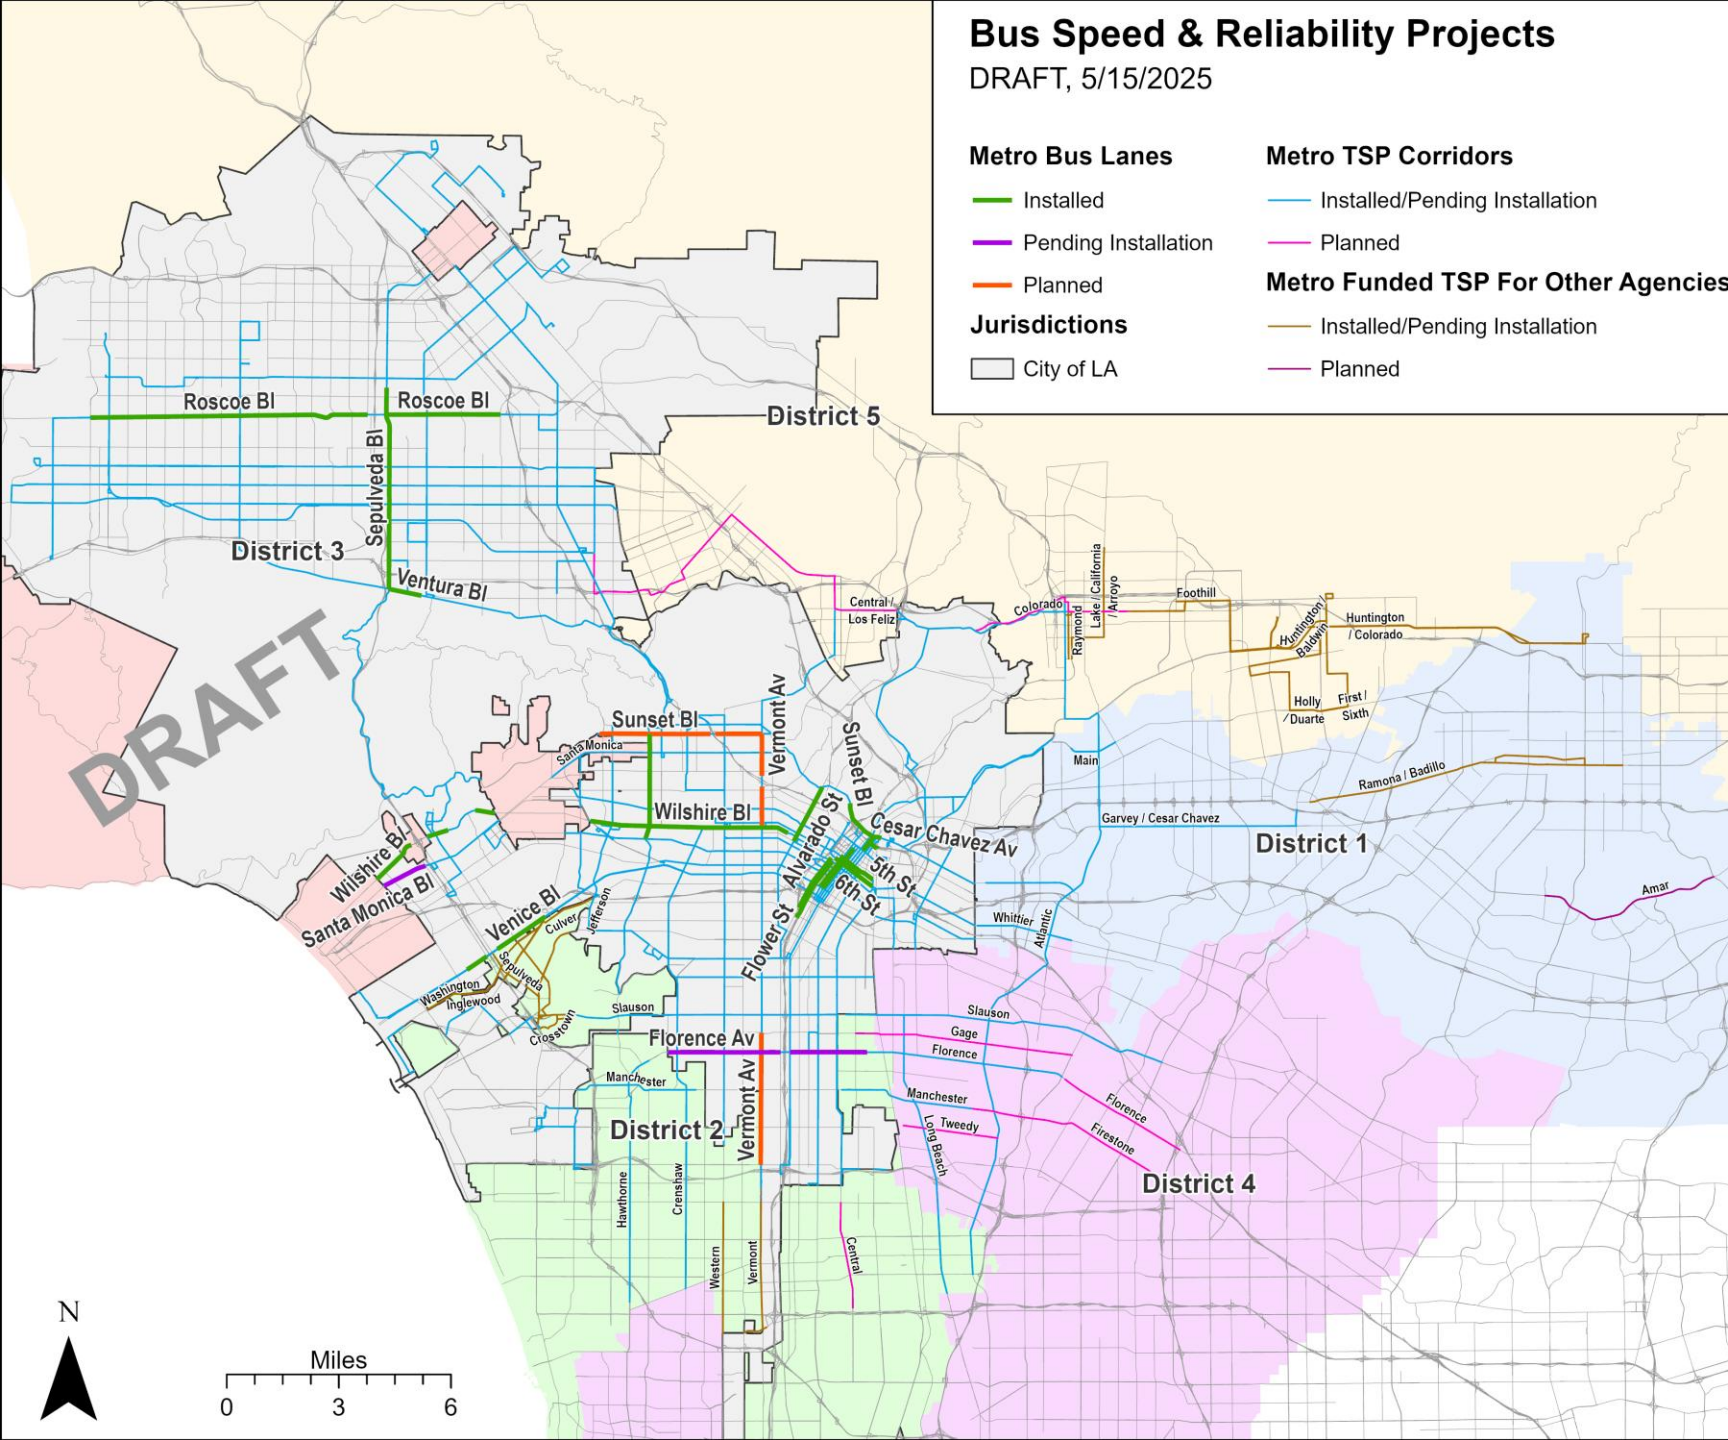 Bus Speed & Reliability Projects
DRAFT, 5/15/2025
Metro Bus Lanes
Installed
Pending Installation
Planned
Jurisdictions
City of LA
Metro TSP Corridors
Installed/Pending Installation
Planned
Metro Funded TSP For Other Agencies
Installed/Pending Installation
Planned
Roscoe Bl
Roscoe Bl
Sepulveda Bl
District 5
District 3
Ventura Bl
DRAFT
Central /
Los Feliz
Colorado
Raymond
Lake / California
/ Arroyo
Foothill
Huntington /
Baldwin
Huntington
/ Colorado
Holly
/ Duarte
First /
Sixth
Sunset Bl
Santa Monica
Vermont Av
Sunset Bl
Main
Ramona / Badillo
Wilshire Bl
Alvarado St
Cesar Chavez Av
Garvey / Cesar Chavez
District 1
Wilshire Bl
Santa Monica Bl
5th St
6th St
Flower St
Amar
Venice Bl
Culver
Jefferson
Whittier
Atlantic
Sepulveda
Washington
Inglewood
Crosstown
Slauson
Slauson
Florence Av
Gage
Florence
Manchester
Vermont Av
Manchester
Tweedy
Long Beach
Florence
Firestone
District 2
District 4
Hawthorne
Crenshaw
Western
Vermont
Central
N
Miles
0 3 6
A